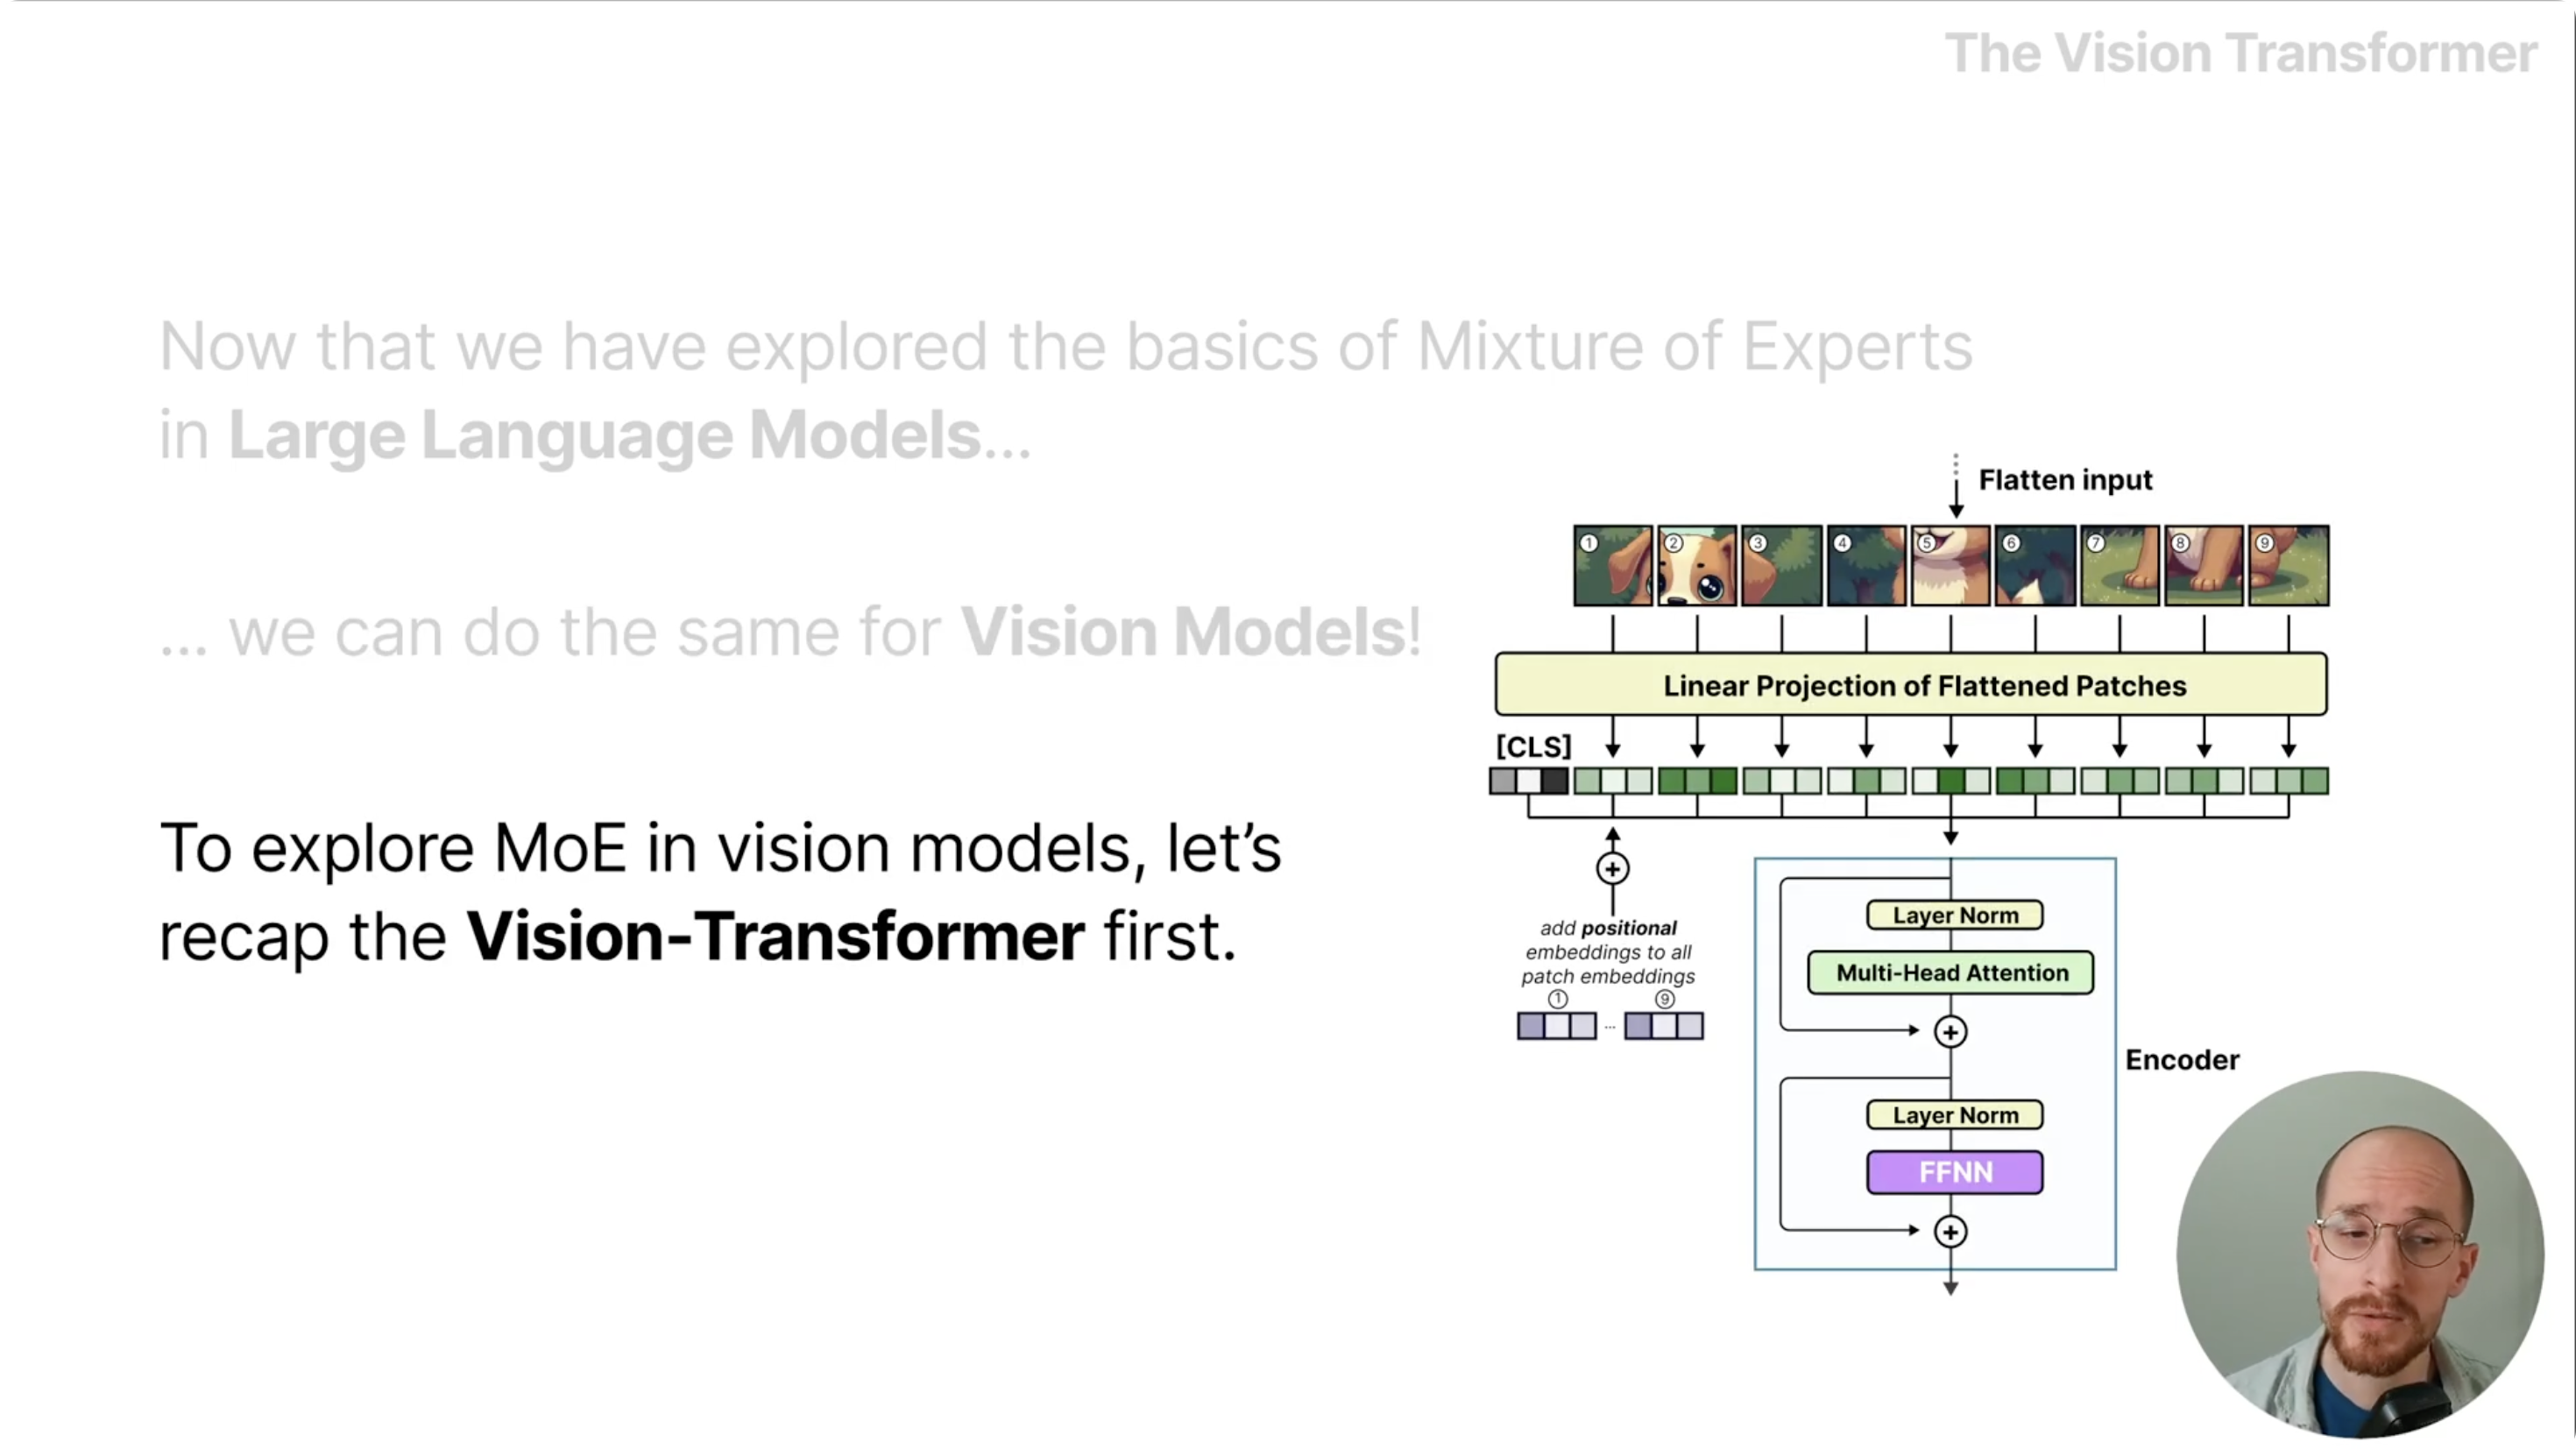 The Vision Transformer
Now that we have explored the basics of Mixture of Experts
in Large Language Models...
... we can do the same for Vision Models!
To explore MoE in vision models, let’s
recap the Vision-Transformer first.
Flatten input
1 2 3 4 5 6 7 8 9
Linear Projection of Flattened Patches
[CLS]
add positional
embeddings to all
patch embeddings
1 9
...
Layer Norm
Multi-Head Attention
Encoder
Layer Norm
FFNN